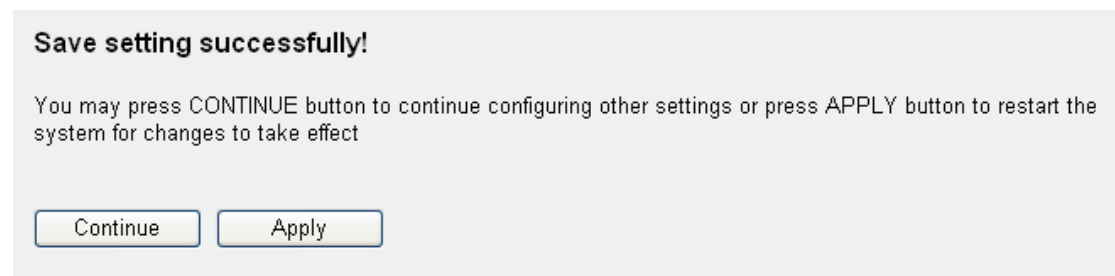 Save setting successfully!
You may press CONTINUE button to continue configuring other settings or press APPLY button to restart the
system for changes to take effect
Continue Apply